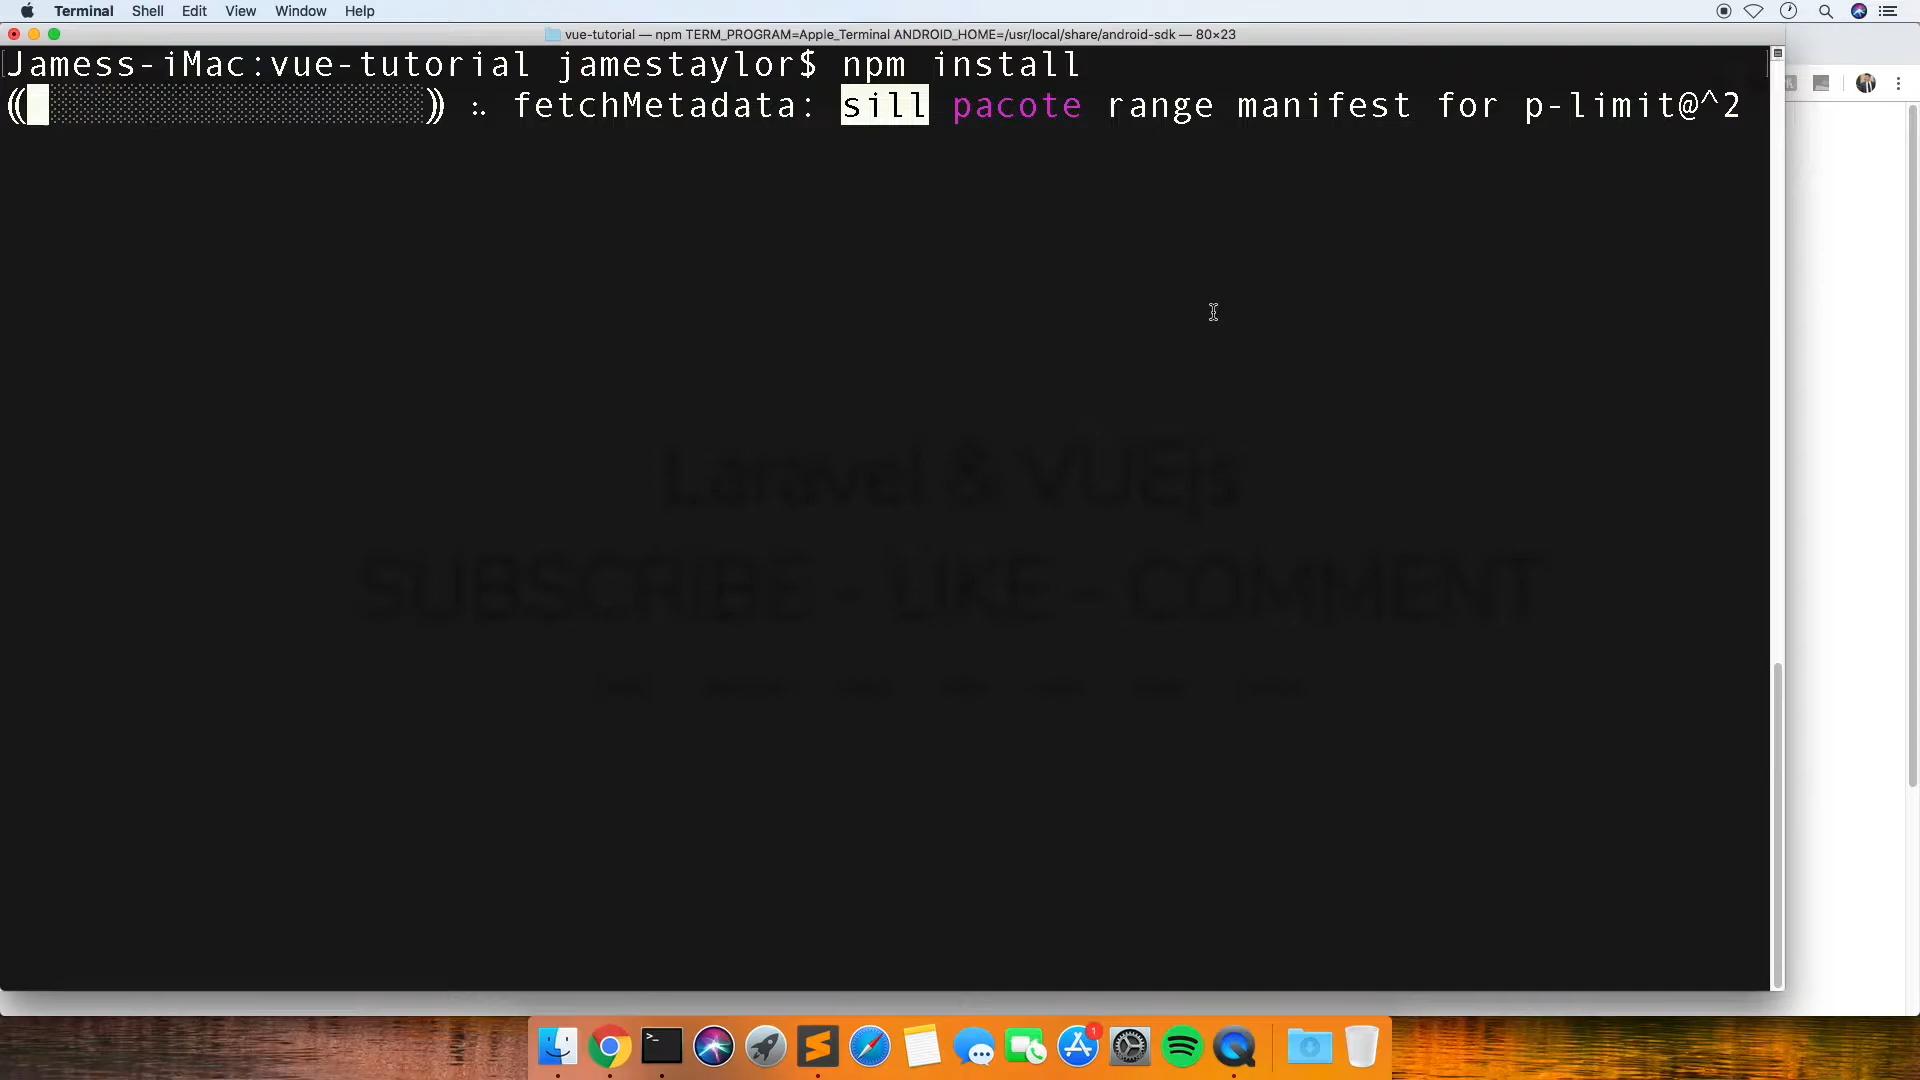 Terminal Shell Edit View Window Help
vue-tutorial — npm TERM_PROGRAM=Apple_Terminal ANDROID_HOME=/usr/local/share/android-sdk — 80×23
Jamess-iMac:vue-tutorial jamestaylor$ npm install
fetchMetadata: sill pacote range manifest for p-limit@^2
Laravel & VUEjs
SUBSCRIBE - LIKE - COMMENT
1